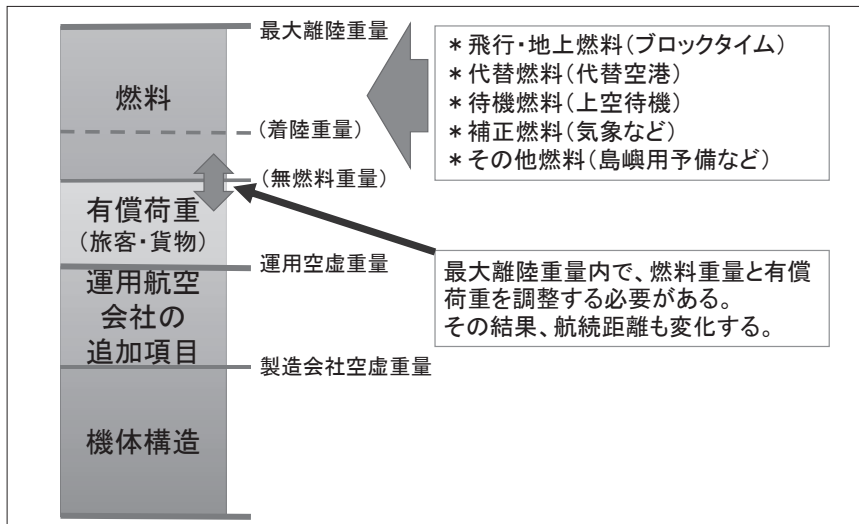 最大離陸重量
燃料
(着陸重量)
(無燃料重量)
有償荷重
(旅客・貨物)
運用空虚重量
運用航空
会社の
追加項目
製造会社空虚重量
機体構造
*飛行・地上燃料(ブロックタイム)
*代替燃料(代替空港)
*待機燃料(上空待機)
*補正燃料(気象など)
*その他燃料(島嶼用予備など)
最大離陸重量内で、燃料重量と有償
荷重を調整する必要がある。
その結果、航続距離も変化する。